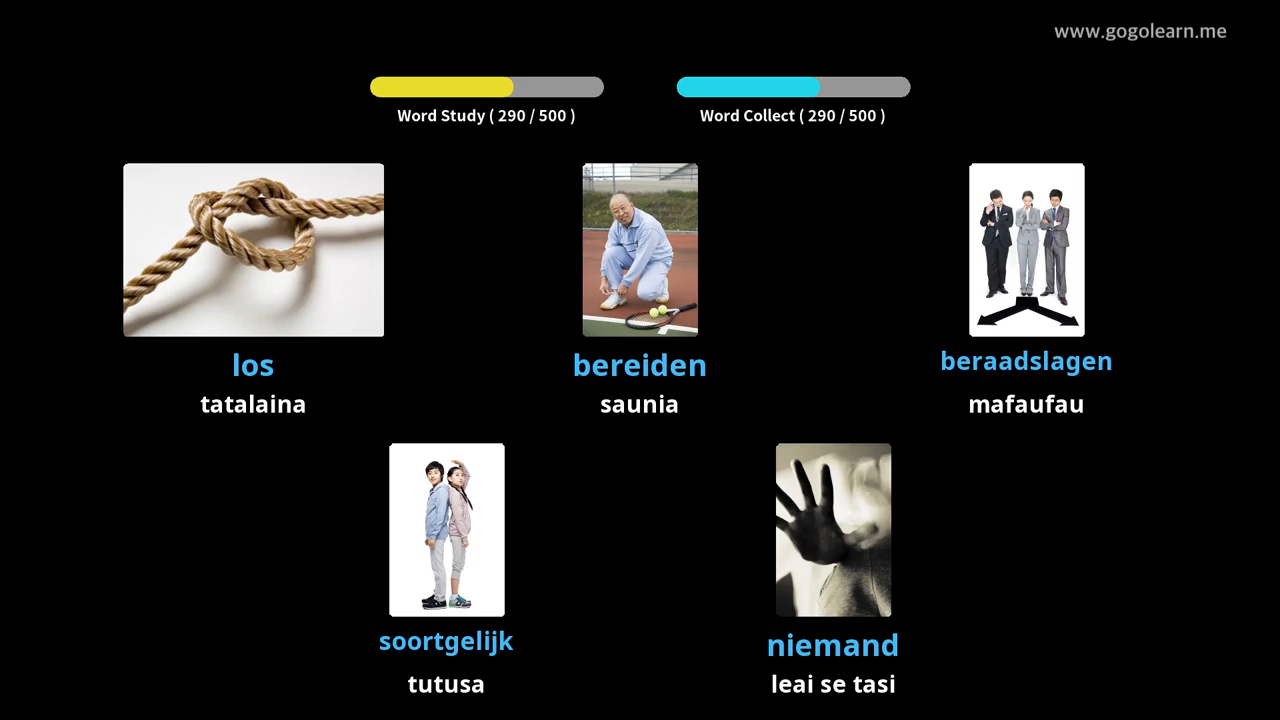 www.gogolearn.me
Word Study ( 290 / 500 )
Word Collect ( 290 / 500 )
los
tatalaina
bereiden
saunia
beraadslagen
mafaufau
soortgelijk
tutusa
niemand
leai se tasi